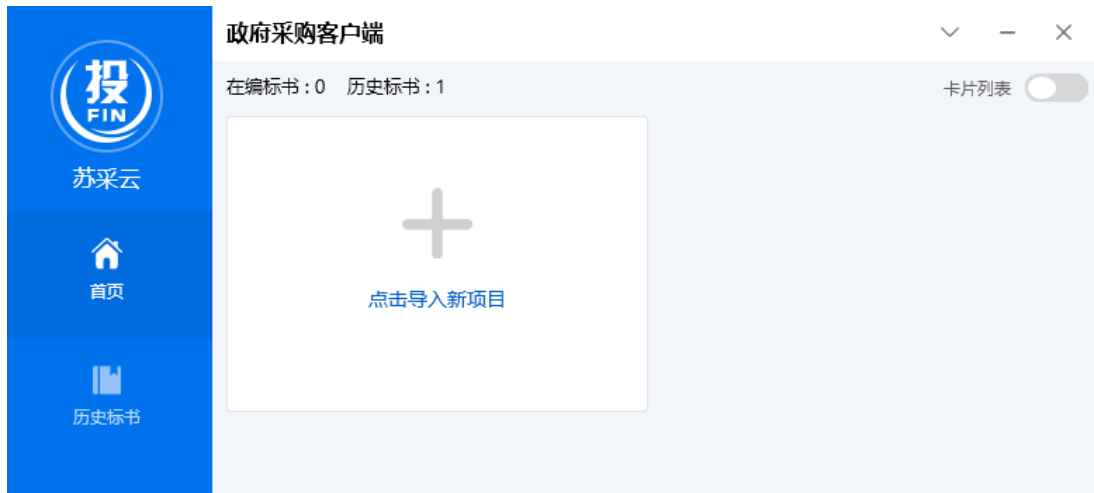 投
FIN
苏采云
首页
历史标书
政府采购客户端
在编标书：0 历史标书：1
卡片列表
点击导入新项目